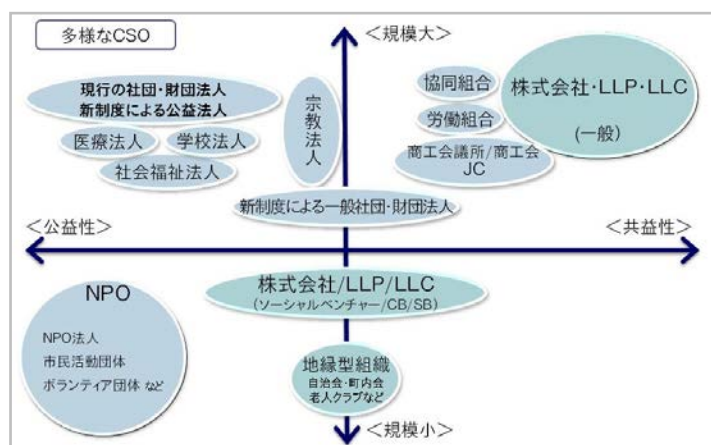 多様なCSO
＜規模大＞
現行の社団・財団法人
新制度による公益法人
医療法人
学校法人
社会福祉法人
宗教法人
協同組合
労働組合
商工会議所/商工会
JC
株式会社・LLP・LLC
(一般)
新制度による一般社団・財団法人
＜公益性＞
＜共益性＞
NPO
NPO法人
市民活動団体
ボランティア団体 など
株式会社/LLP/LLC
(ソーシャルベンチャー/CB/SB)
地縁型組織
自治会・町内会
老人クラブなど
＜規模小＞